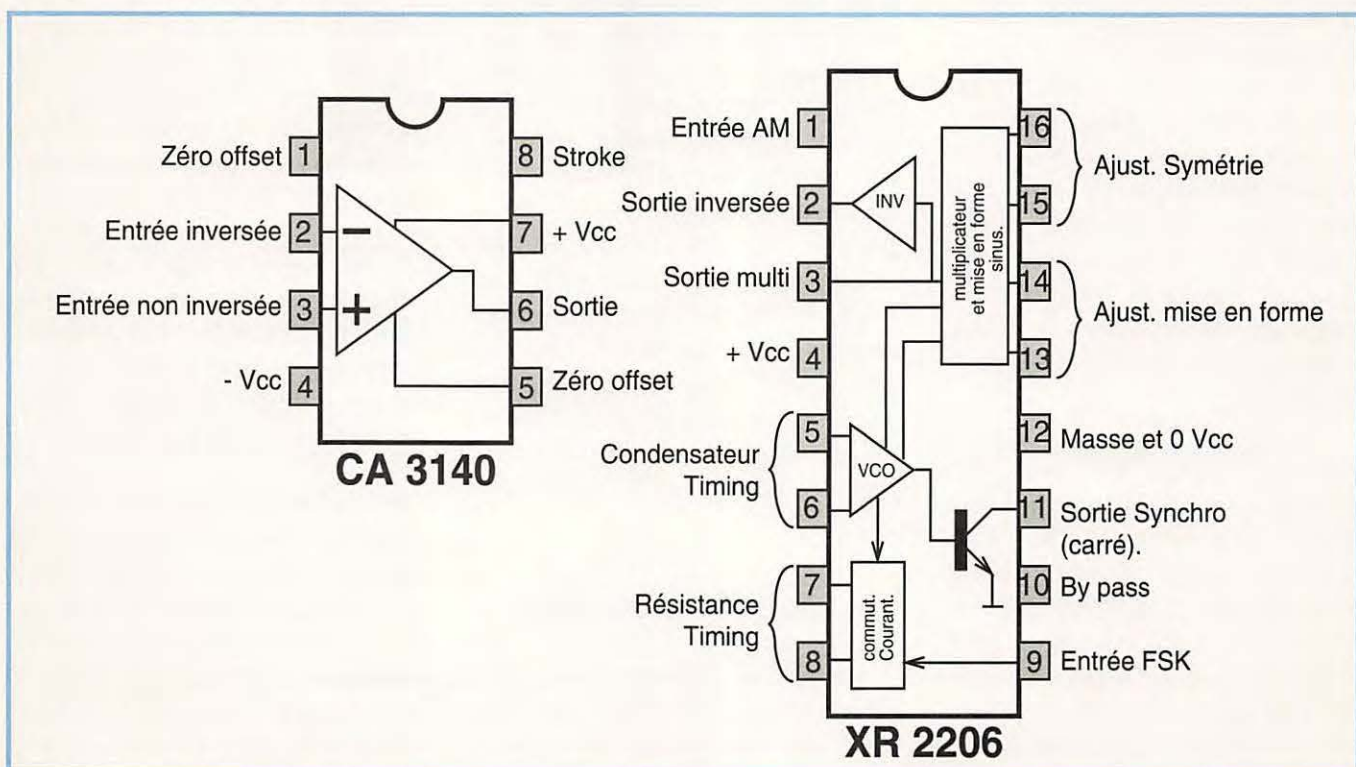 Zéro offset 1
Entrée inversée 2
Entrée non inversée 3
- Vcc 4
8 Stroke
7 + Vcc
6 Sortie
5 Zéro offset
−
+
CA 3140
Entrée AM 1
Sortie inversée 2
Sortie multi 3
+ Vcc 4
Condensateur
Timing
5
6
Résistance
Timing
7
8
INV
multiplicateur
et mise en forme
sinus.
VCO
commut.
Courant.
16
15
Ajust. Symétrie
14
13
Ajust. mise en forme
12 Masse et 0 Vcc
11 Sortie Synchro
(carré).
10 By pass
9 Entrée FSK
XR 2206